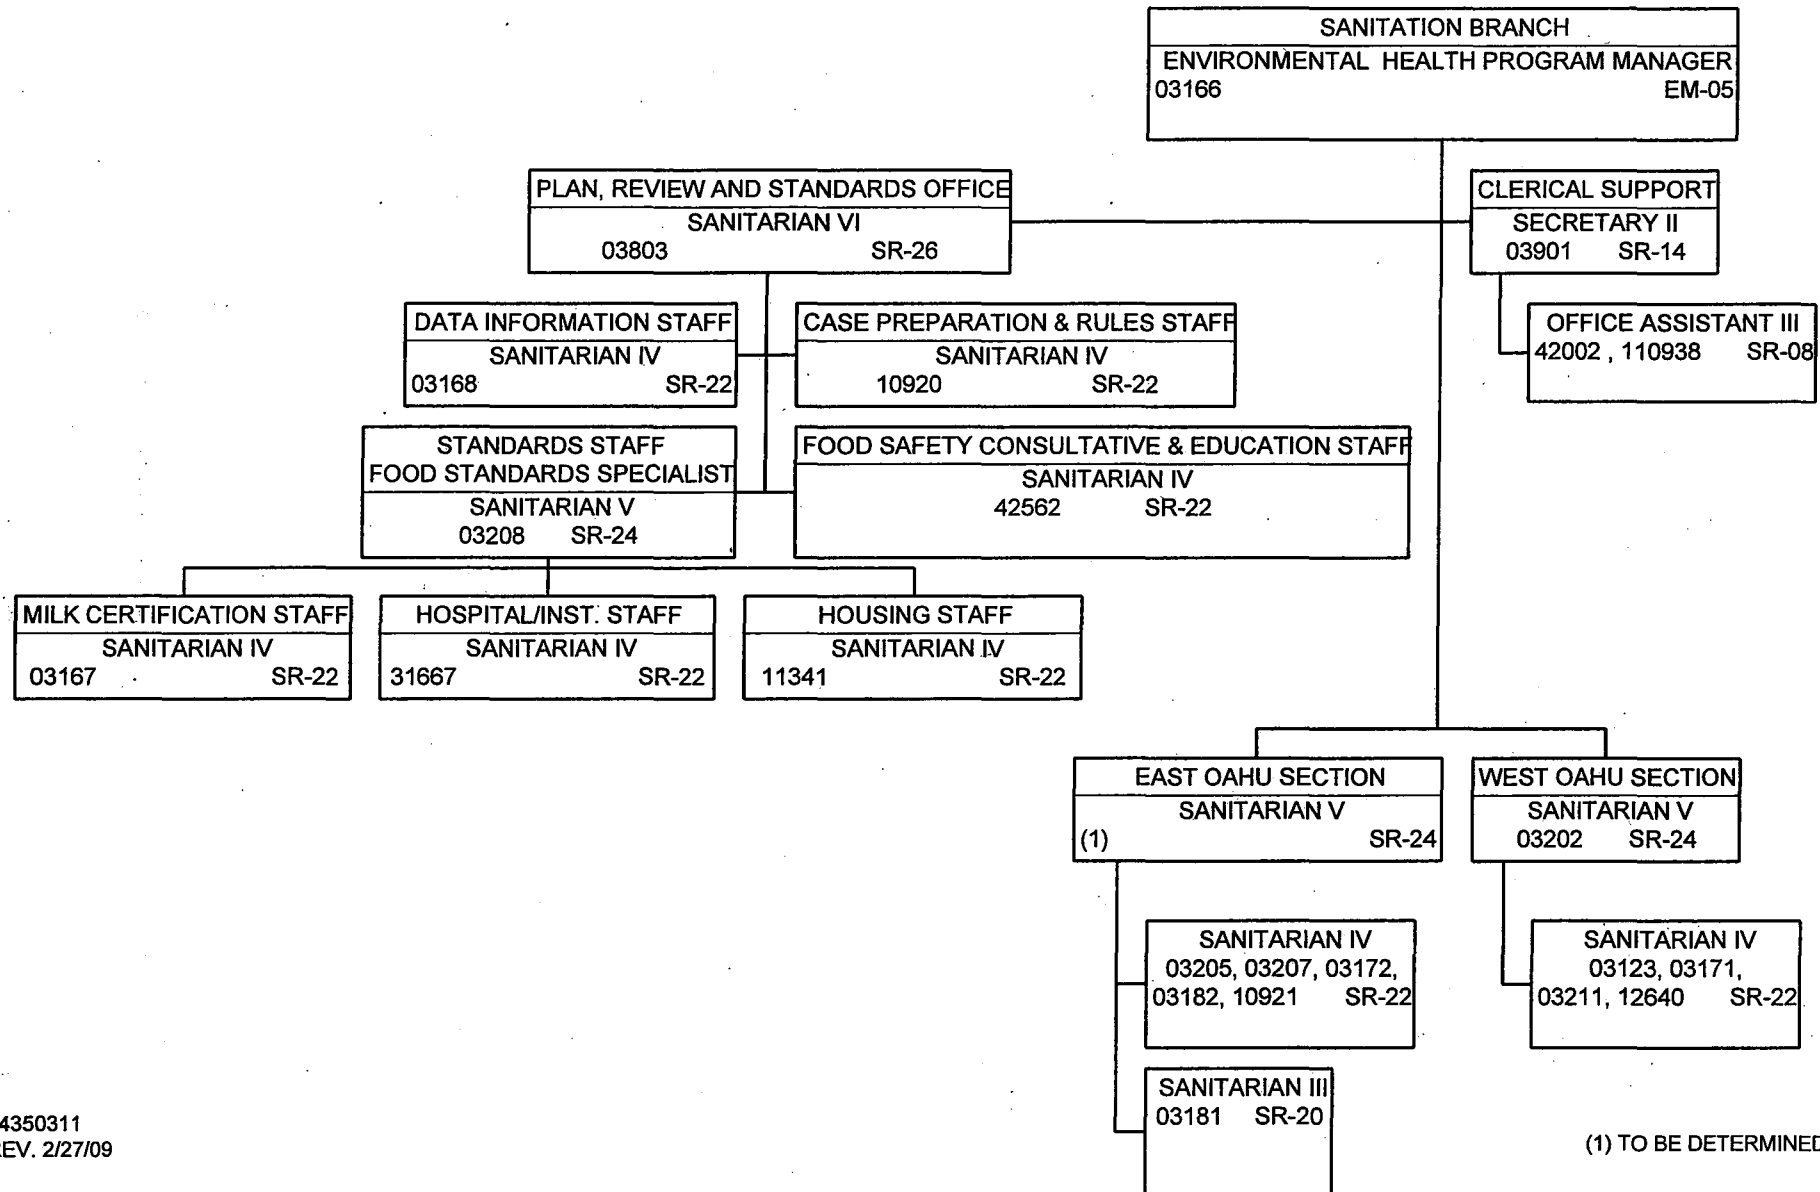 SANITATION BRANCH
ENVIRONMENTAL HEALTH PROGRAM MANAGER
03166 EM-05
PLAN, REVIEW AND STANDARDS OFFICE
SANITARIAN VI
03803 SR-26
CLERICAL SUPPORT
SECRETARY II
03901 SR-14
OFFICE ASSISTANT III
42002 , 110938 SR-08
DATA INFORMATION STAFF
SANITARIAN IV
03168 SR-22
CASE PREPARATION & RULES STAFF
SANITARIAN IV
10920 SR-22
STANDARDS STAFF
FOOD STANDARDS SPECIALIST
SANITARIAN V
03208 SR-24
FOOD SAFETY CONSULTATIVE & EDUCATION STAFF
SANITARIAN IV
42562 SR-22
MILK CERTIFICATION STAFF
SANITARIAN IV
03167 SR-22
HOSPITAL/INST. STAFF
SANITARIAN IV
31667 SR-22
HOUSING STAFF
SANITARIAN IV
11341 SR-22
EAST OAHU SECTION
SANITARIAN V
(1) SR-24
WEST OAHU SECTION
SANITARIAN V
03202 SR-24
SANITARIAN IV
03205, 03207, 03172,
03182, 10921 SR-22
SANITARIAN IV
03123, 03171,
03211, 12640 SR-22
SANITARIAN III
03181 SR-20
4350311
EV. 2/27/09
(1) TO BE DETERMINED